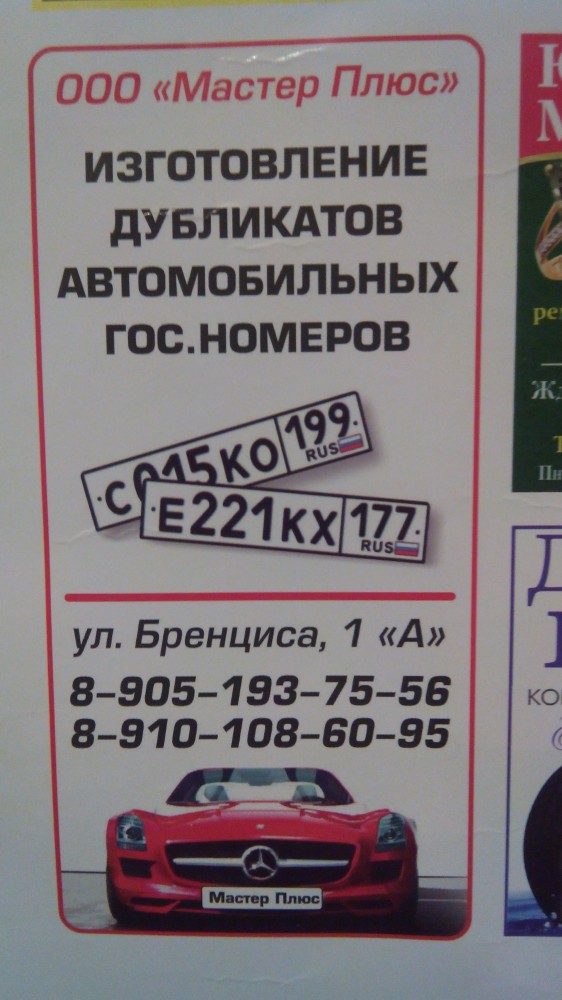 ООО «Мастер Плюс»
ИЗГОТОВЛЕНИЕ
ДУБЛИКАТОВ
АВТОМОБИЛЬНЫХ
ГОС.НОМЕРОВ
С015КО 199
RUS
Е221КХ 177
RUS
ул. Бренциса, 1 «А»
8-905-193-75-56
8-910-108-60-95
Мастер Плюс